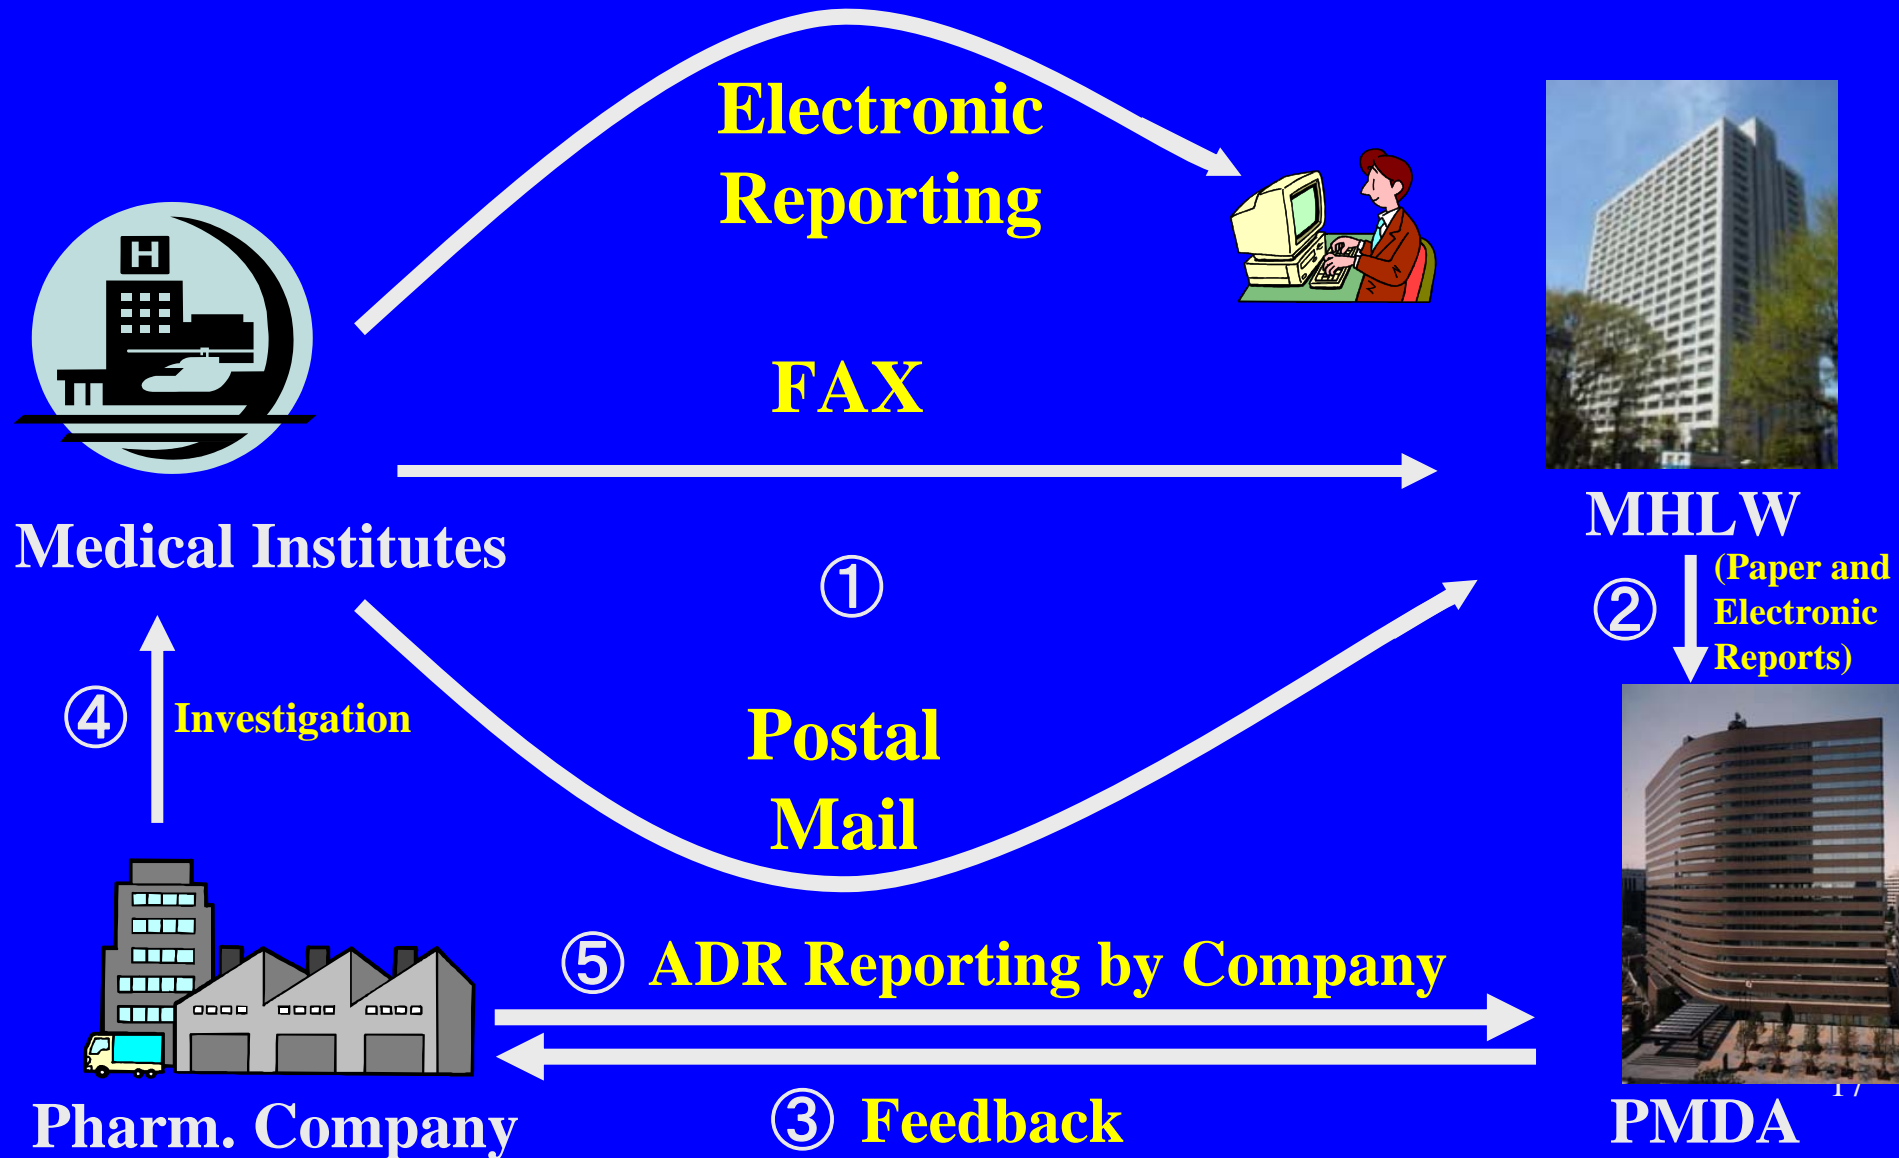 Electronic
Reporting
H
FAX
MHLW
Medical Institutes
①
②
(Paper and
Electronic
Reports)
④
Investigation
Postal
Mail
⑤ ADR Reporting by Company
③ Feedback
Pharm. Company
PMDA
17